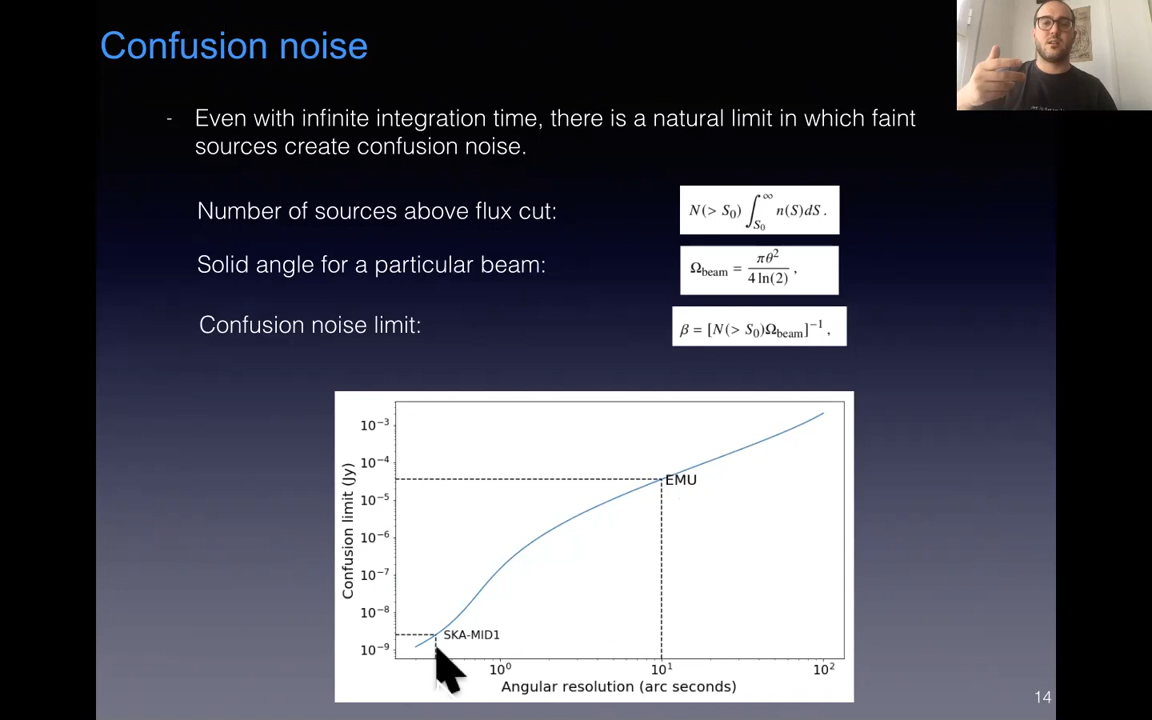 Confusion noise
- Even with infinite integration time, there is a natural limit in which faint
sources create confusion noise.
Number of sources above flux cut:
N(> S₀) ∫_{S₀}^{∞} n(S)dS .
Solid angle for a particular beam:
Ω_beam = πθ² / 4 ln(2) ,
Confusion noise limit:
β = [N(> S₀)Ω_beam]⁻¹ ,
Confusion limit (Jy)
10⁻³
10⁻⁴
10⁻⁵
10⁻⁶
10⁻⁷
10⁻⁸
10⁻⁹
EMU
SKA-MID1
10⁰ 10¹ 10²
Angular resolution (arc seconds)
14